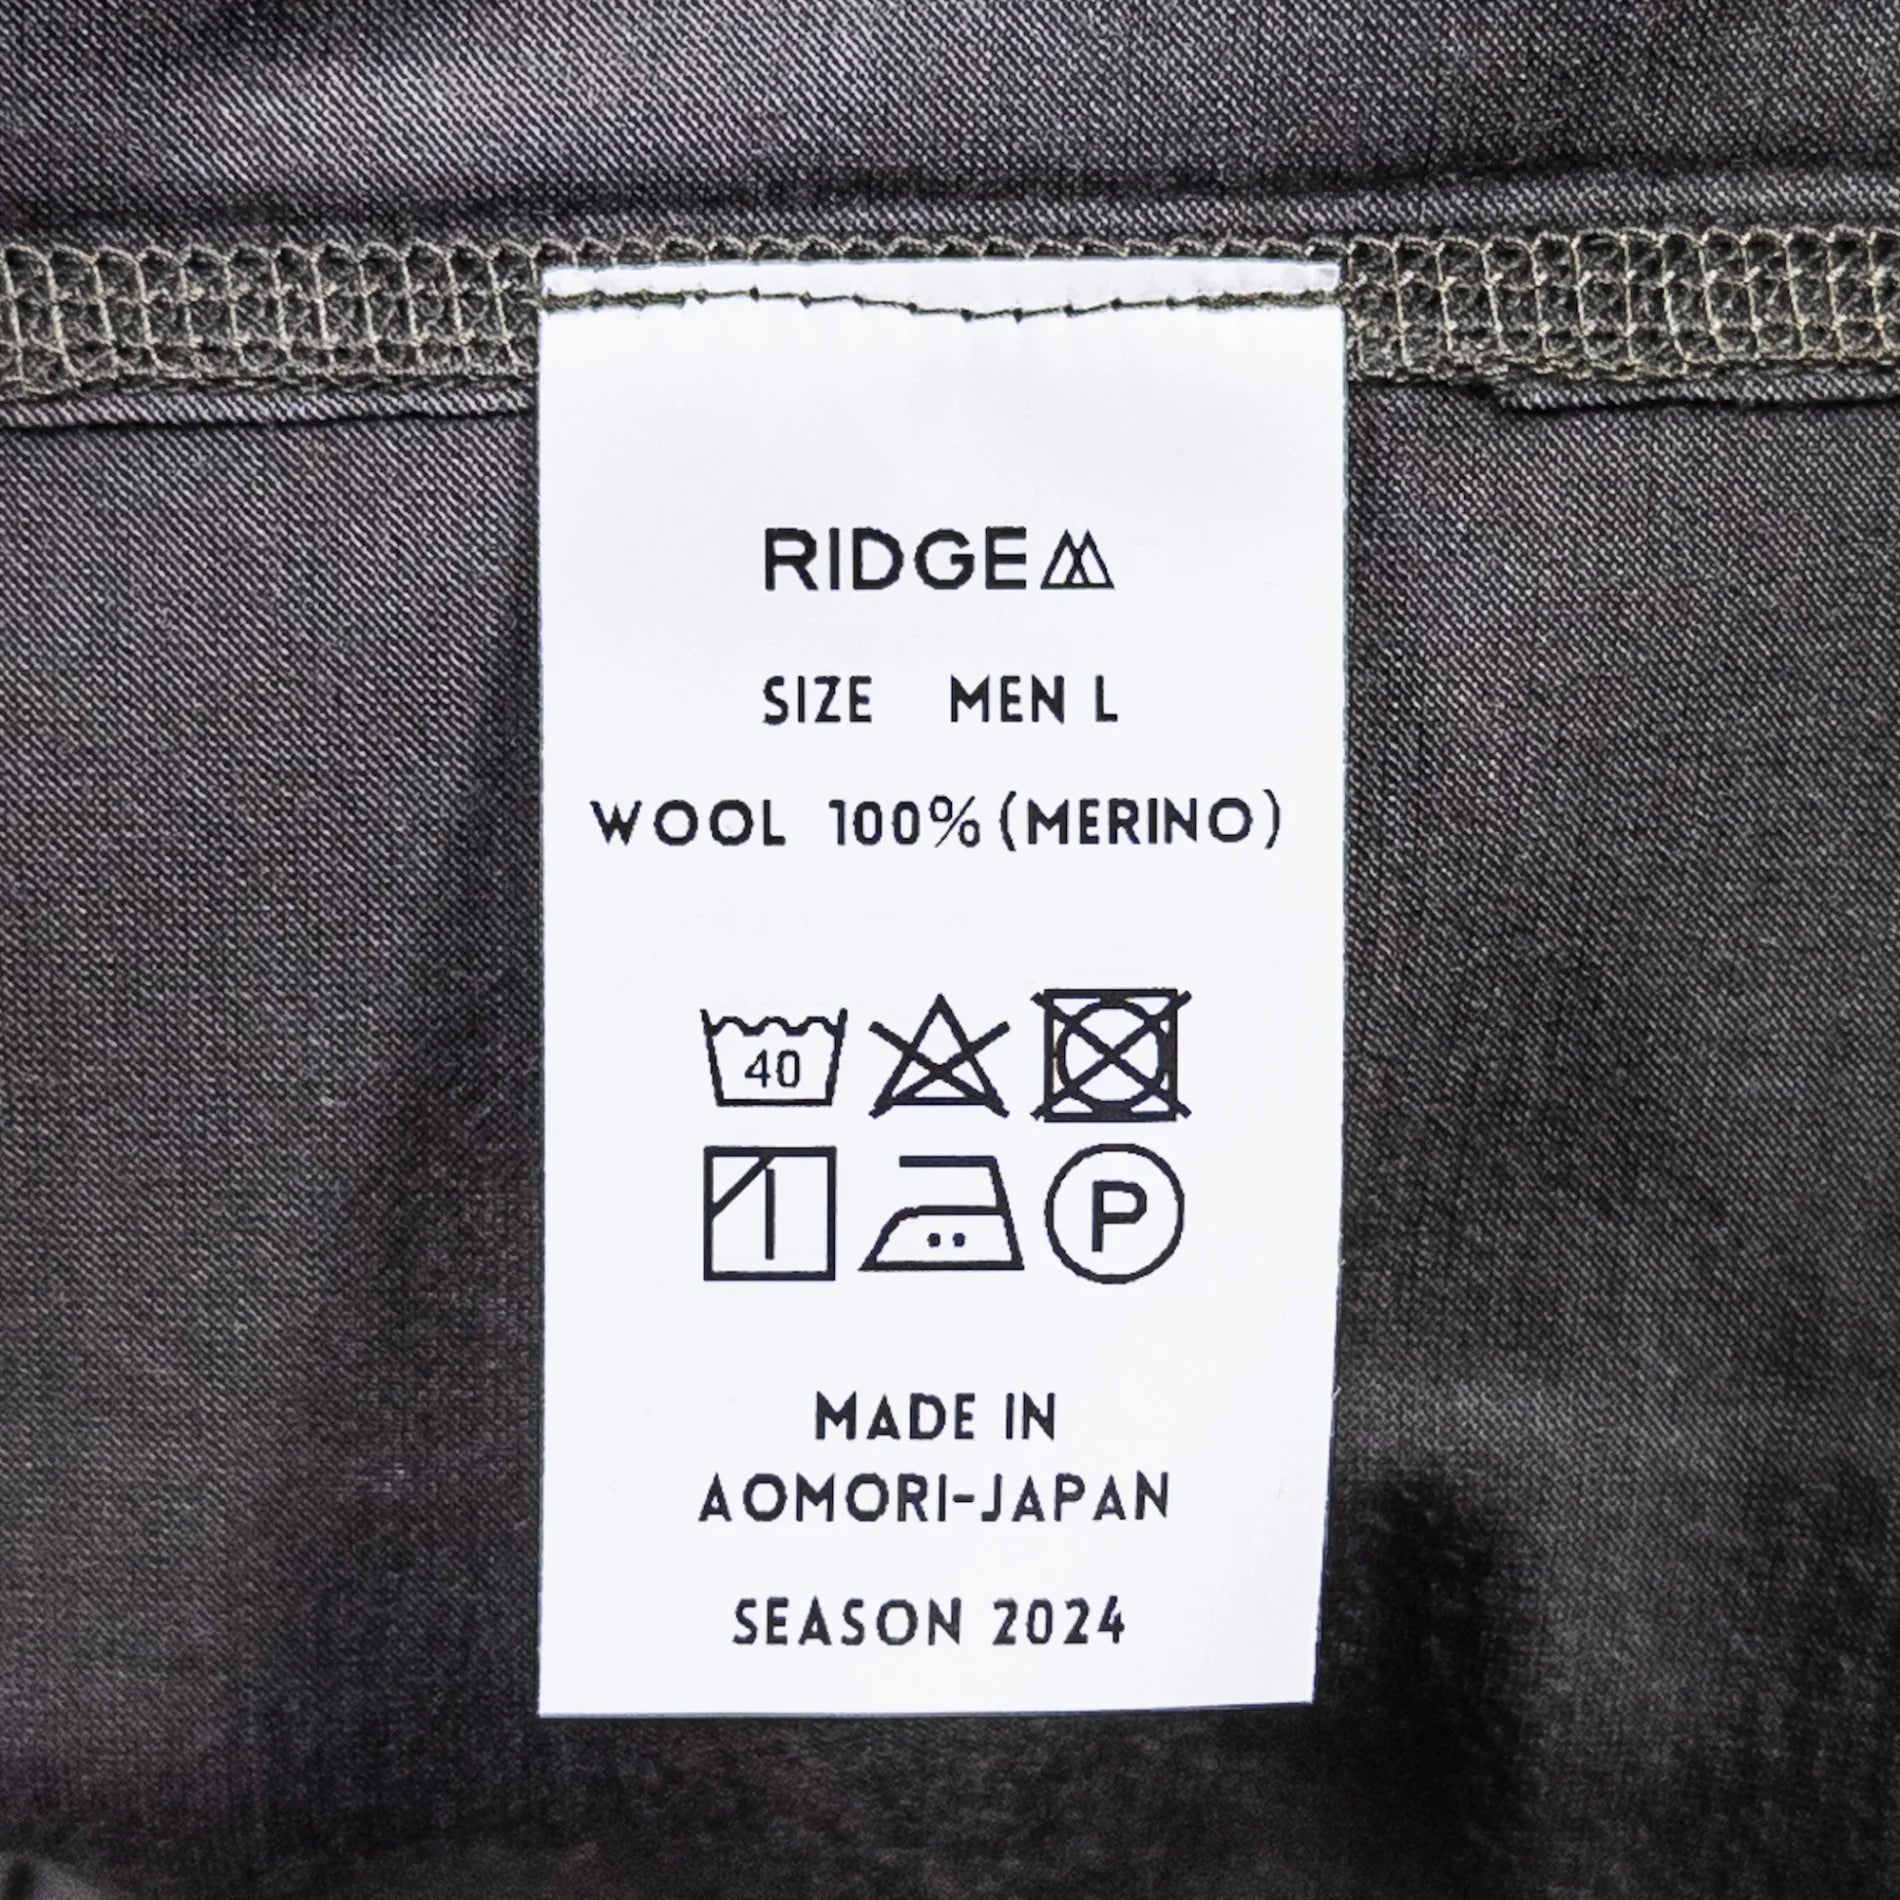 RIDGE
SIZE MEN L
WOOL 100% (MERINO)
40
P
MADE IN
AOMORI-JAPAN
SEASON 2024